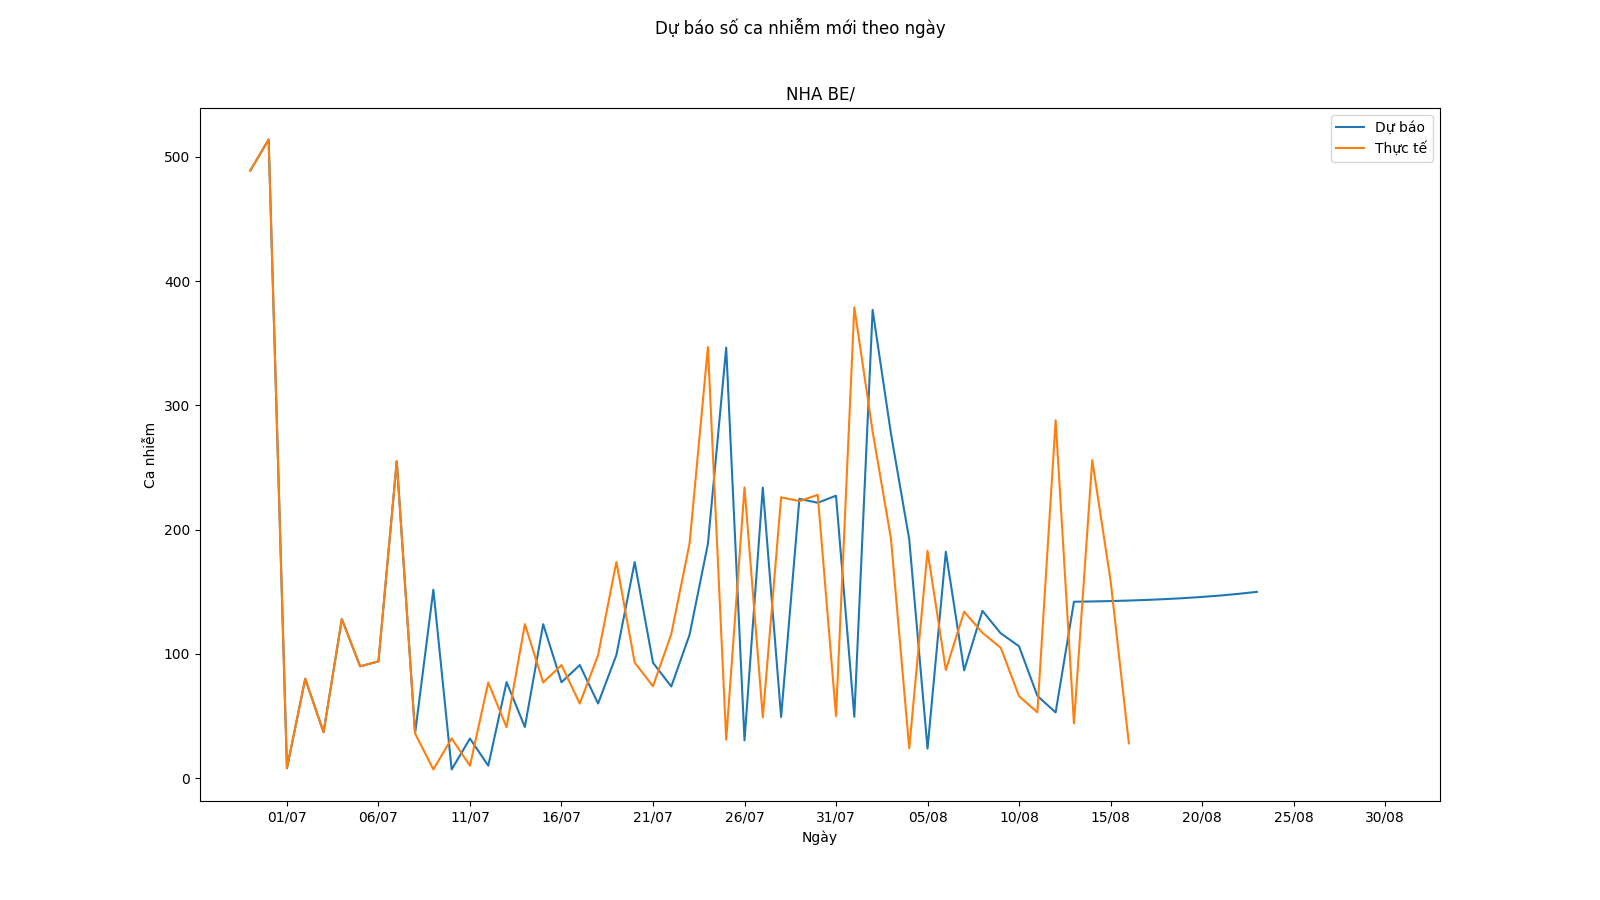 Dự báo số ca nhiễm mới theo ngày
NHA BE/
Dự báo
Thực tế
500
400
300
200
100
0
Ca nhiễm
01/07 06/07 11/07 16/07 21/07 26/07 31/07 05/08 10/08 15/08 20/08 25/08 30/08
Ngày